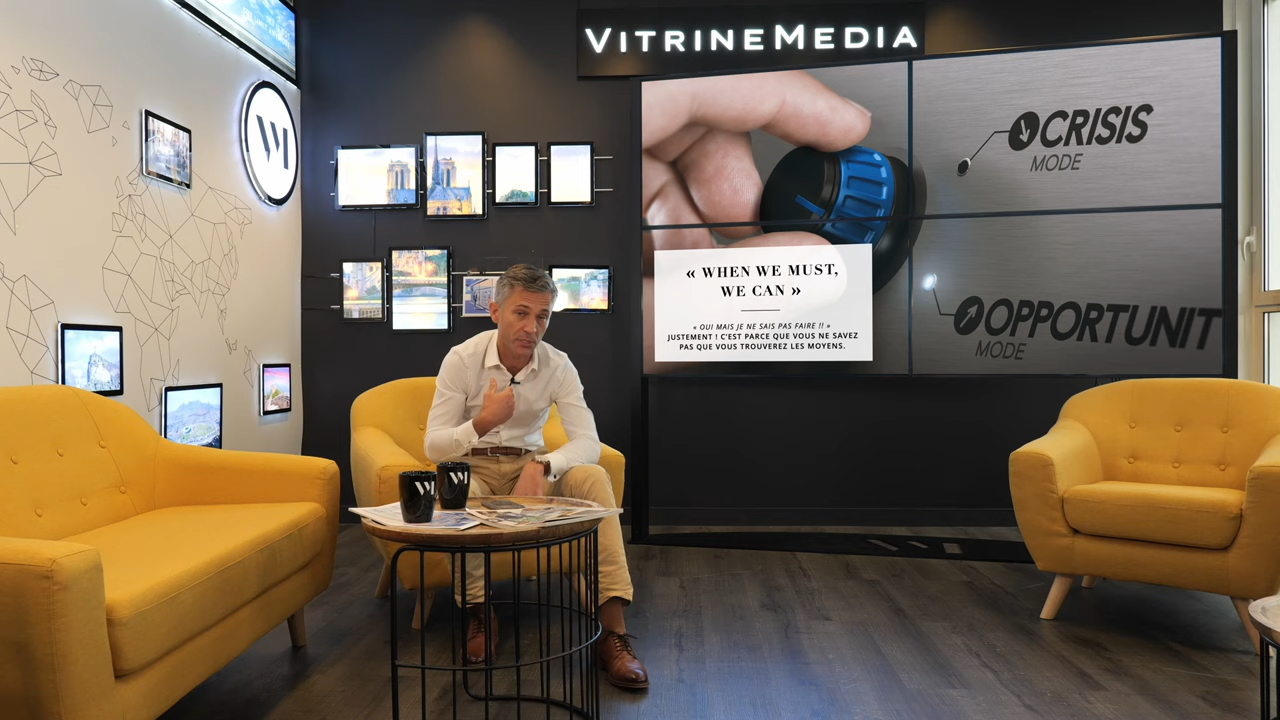 VITRINEMEDIA
CRISIS
MODE
« WHEN WE MUST,
WE CAN »
« OUI MAIS JE NE SAIS PAS FAIRE !! »
JUSTEMENT ! C'EST PARCE QUE VOUS NE SAVEZ
PAS QUE VOUS TROUVEREZ LES MOYENS.
OPPORTUNIT
MODE